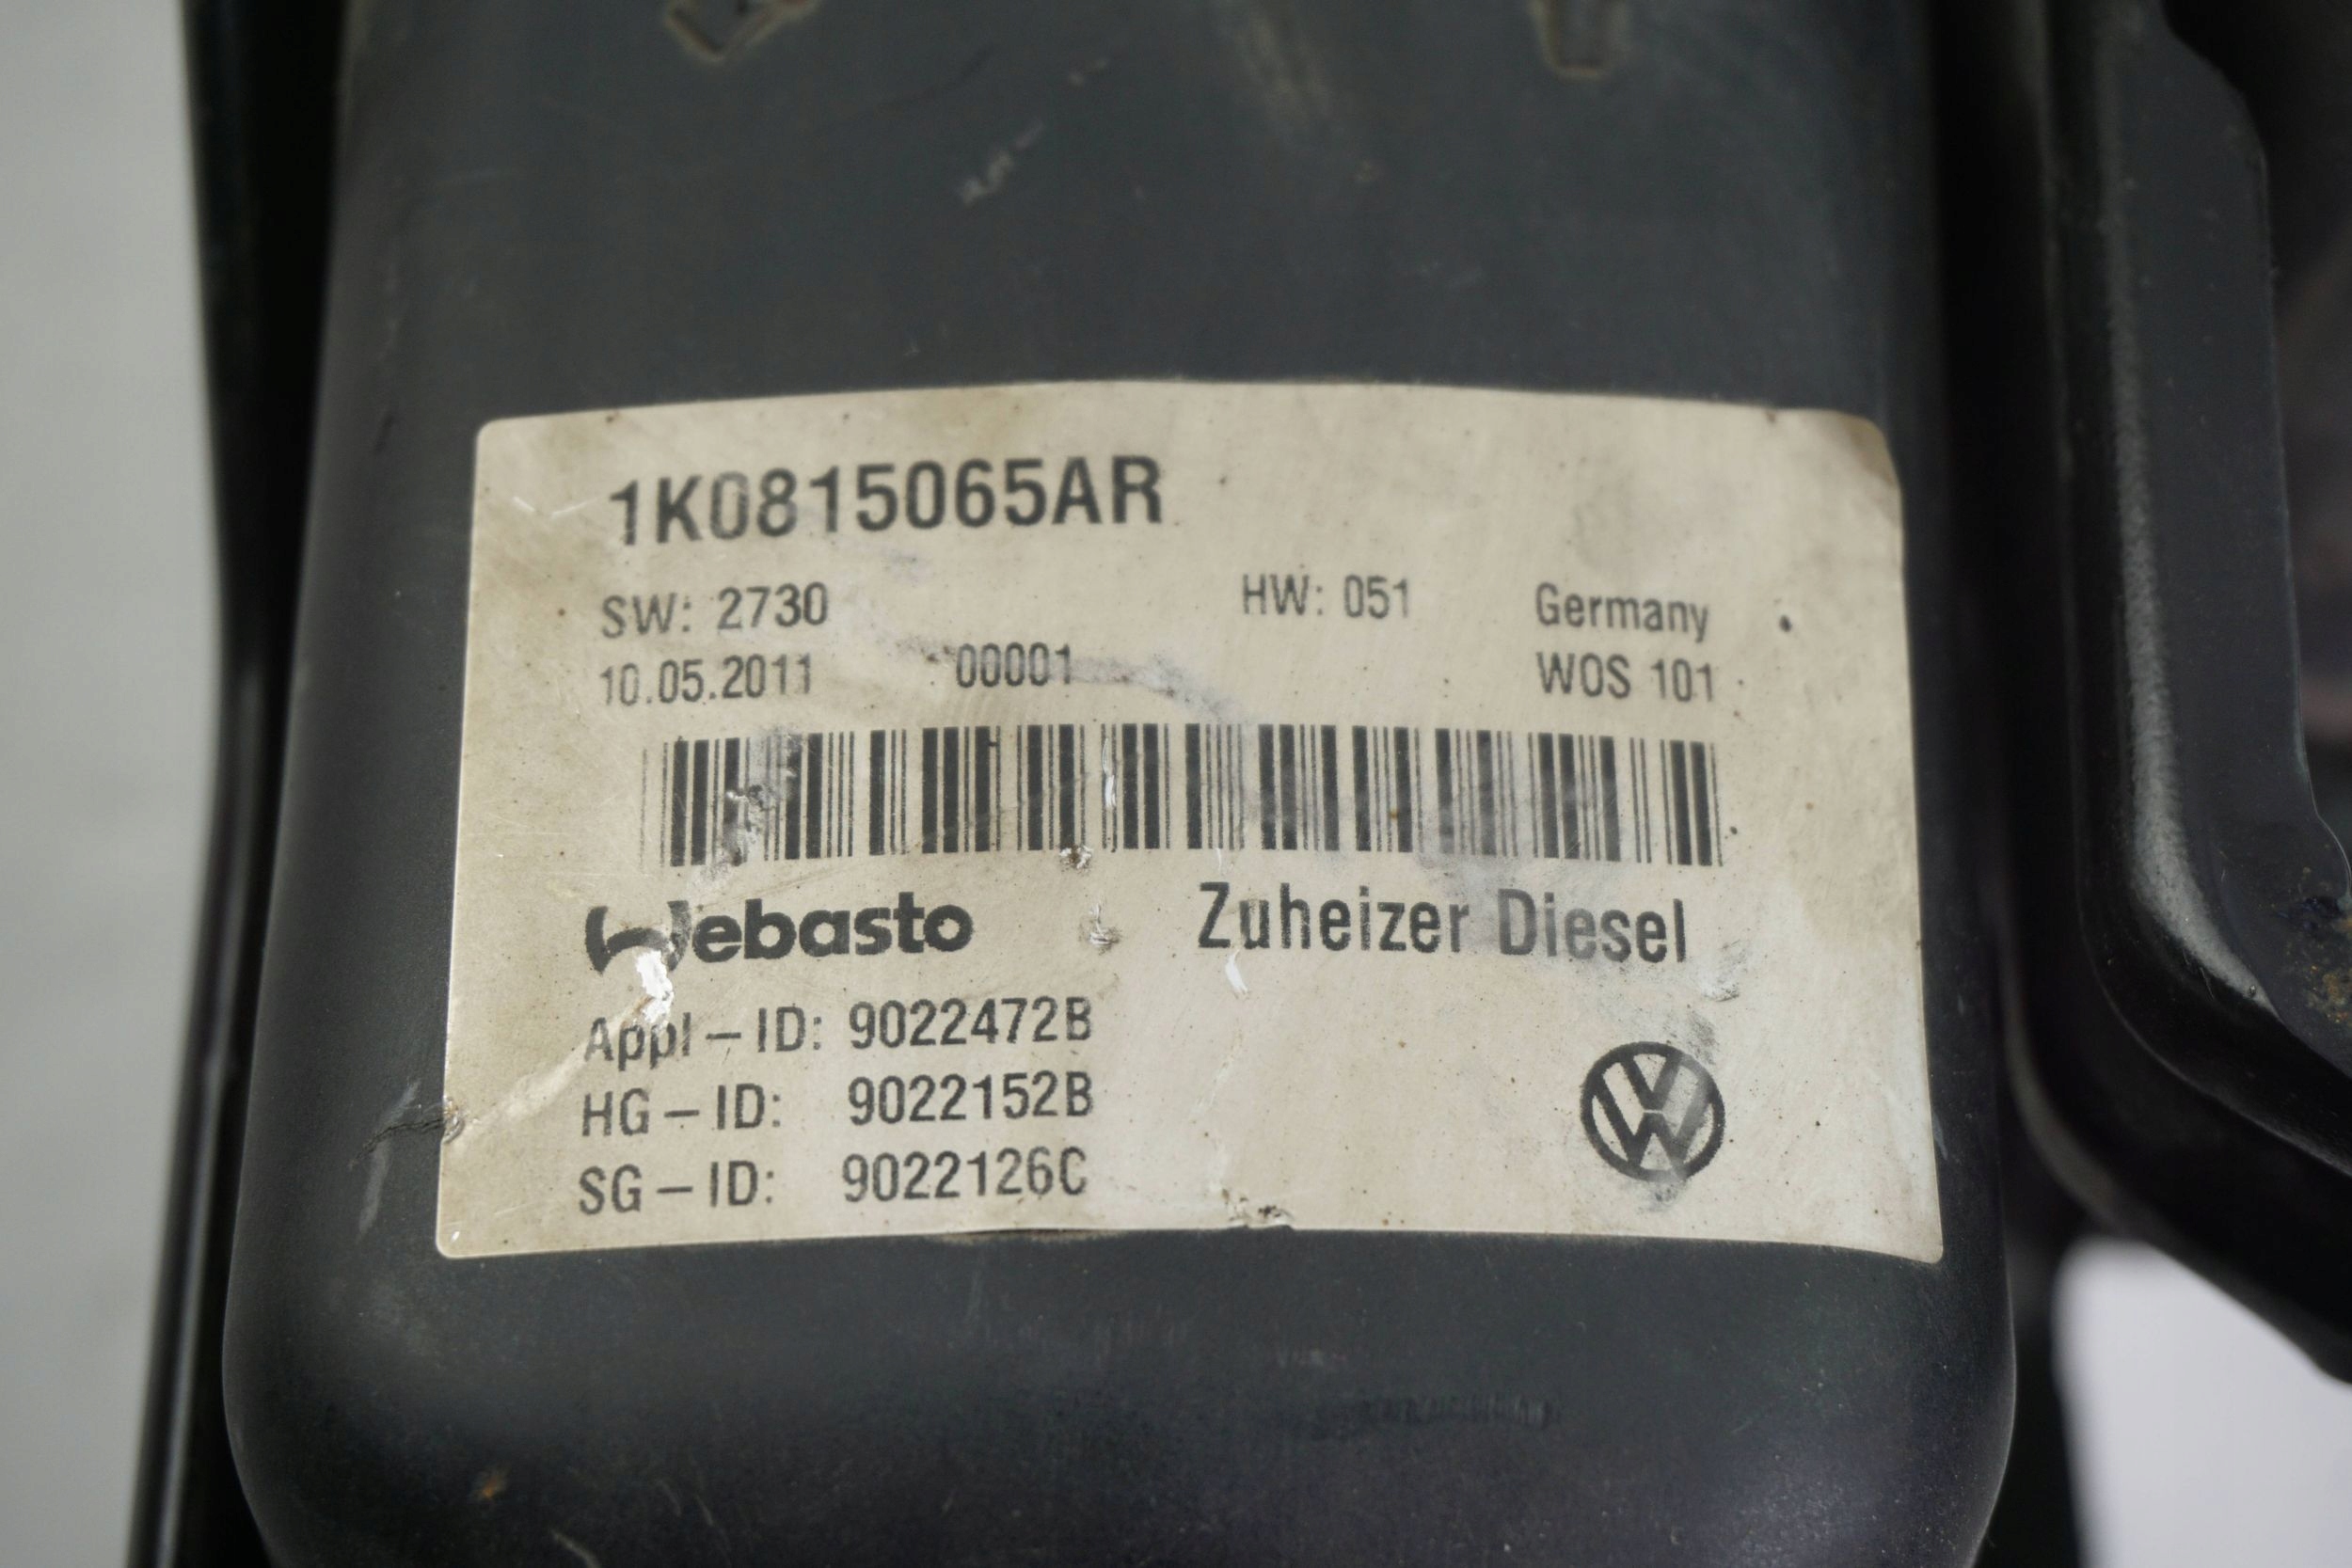 1K0815065AR
SW: 2730 HW: 051 Germany
10.05.2011 00001 WOS 101
Webasto Zuheizer Diesel
Appl – ID: 9022472B
HG – ID: 9022152B
SG – ID: 9022126C
VW